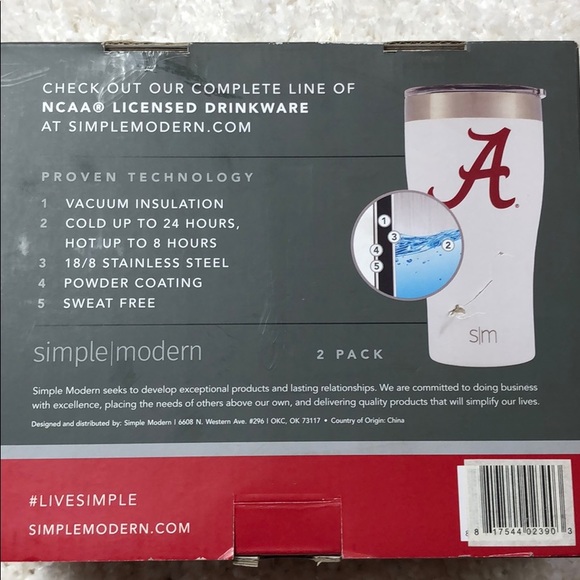 CHECK OUT OUR COMPLETE LINE OF
NCAA® LICENSED DRINKWARE
AT SIMPLEMODERN.COM
PROVEN TECHNOLOGY
1 VACUUM INSULATION
2 COLD UP TO 24 HOURS,
HOT UP TO 8 HOURS
3 18/8 STAINLESS STEEL
4 POWDER COATING
5 SWEAT FREE
A®
1
3
2
4
5
s|m
simple|modern
2 PACK
Simple Modern seeks to develop exceptional products and lasting relationships. We are committed to doing business
with excellence, placing the needs of others above our own, and delivering quality products that will simplify our lives.
Designed and distributed by: Simple Modern | 6608 N. Western Ave. #296 | OKC, OK 73117 • Country of Origin: China
#LIVESIMPLE
SIMPLEMODERN.COM
8 17544 02390 3